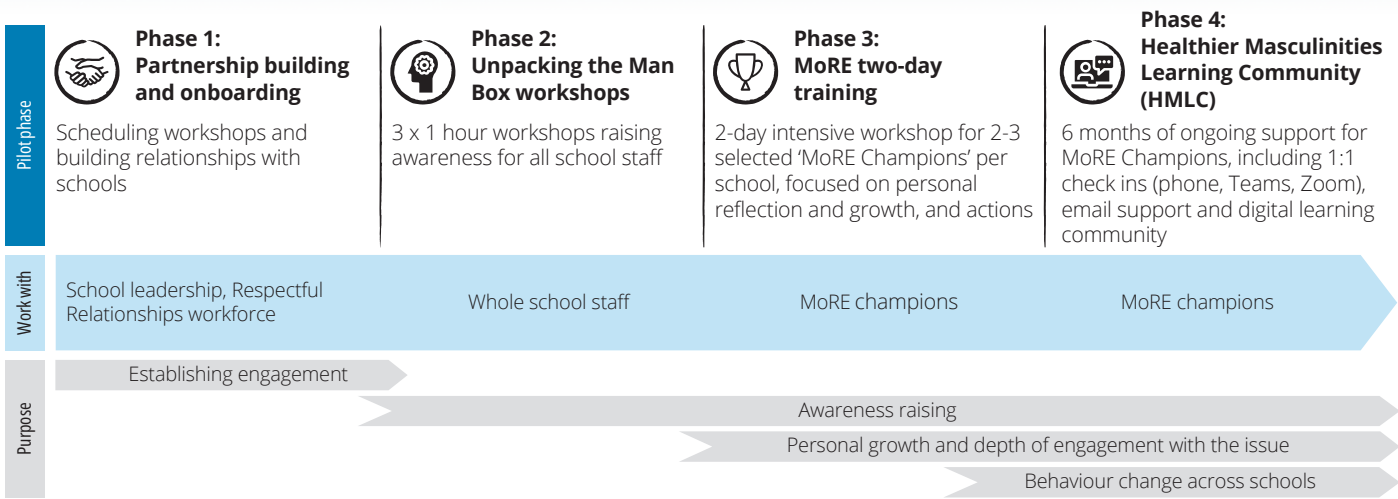 Pilot phase
Phase 1:
Partnership building
and onboarding
Scheduling workshops and
building relationships with
schools
Phase 2:
Unpacking the Man
Box workshops
3 x 1 hour workshops raising
awareness for all school staff
Phase 3:
MoRE two-day
training
2-day intensive workshop for 2-3
selected ‘MoRE Champions’ per
school, focused on personal
reflection and growth, and actions
Phase 4:
Healthier Masculinities
Learning Community
(HMLC)
6 months of ongoing support for
MoRE Champions, including 1:1
check ins (phone, Teams, Zoom),
email support and digital learning
community
Work with
School leadership, Respectful
Relationships workforce
Whole school staff
MoRE champions
MoRE champions
Purpose
Establishing engagement
Awareness raising
Personal growth and depth of engagement with the issue
Behaviour change across schools